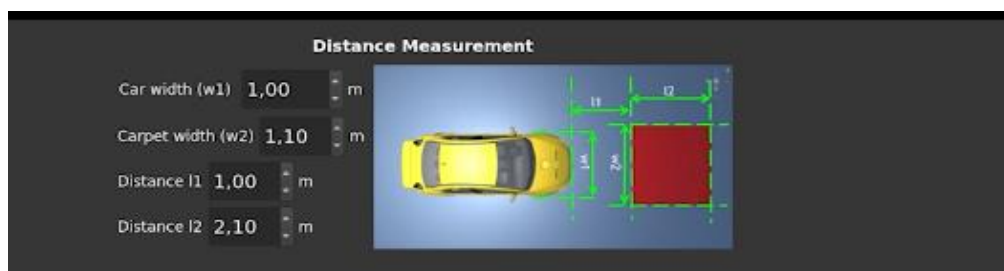 Distance Measurement
Car width (w1) 1,00 m
Carpet width (w2) 1,10 m
Distance l1 1,00 m
Distance l2 2,10 m
l1
l2
w1
w2